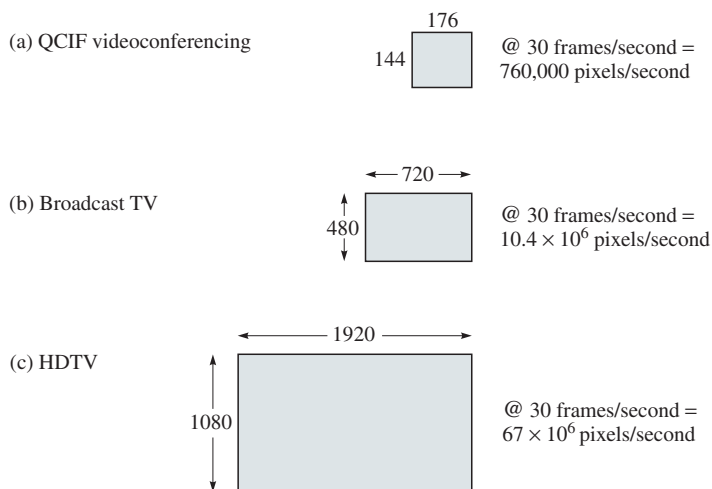 176
(a) QCIF videoconferencing
144
@ 30 frames/second =
760,000 pixels/second
720
(b) Broadcast TV
480
@ 30 frames/second =
10.4 × 10⁶ pixels/second
1920
(c) HDTV
1080
@ 30 frames/second =
67 × 10⁶ pixels/second